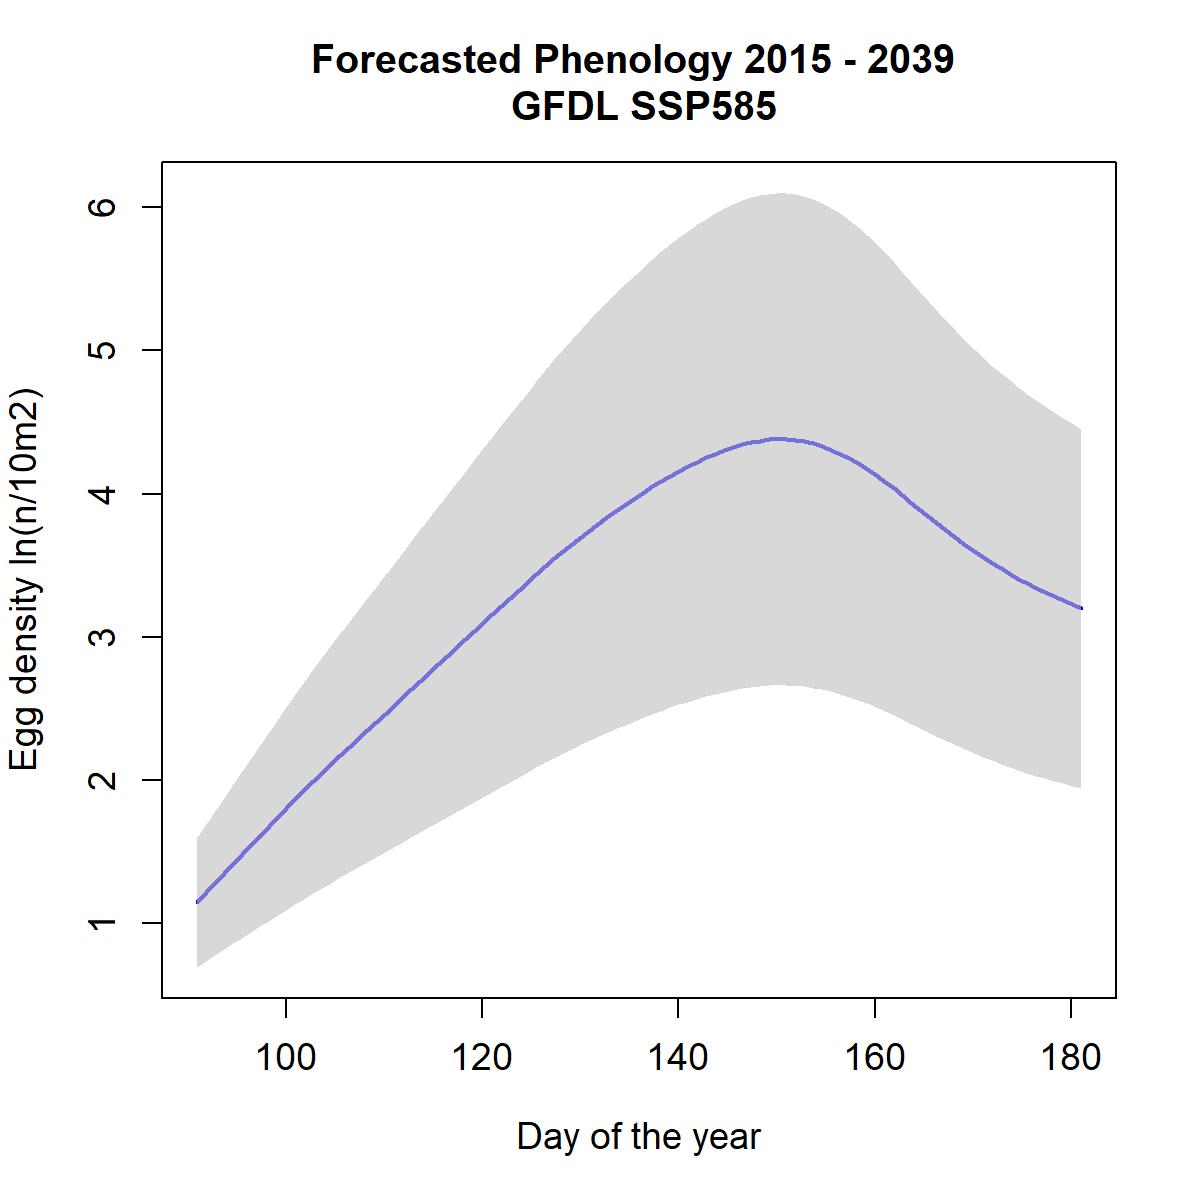 Forecasted Phenology 2015 - 2039
GFDL SSP585
Egg density ln(n/10m2)
6
5
4
3
2
1
100 120 140 160 180
Day of the year